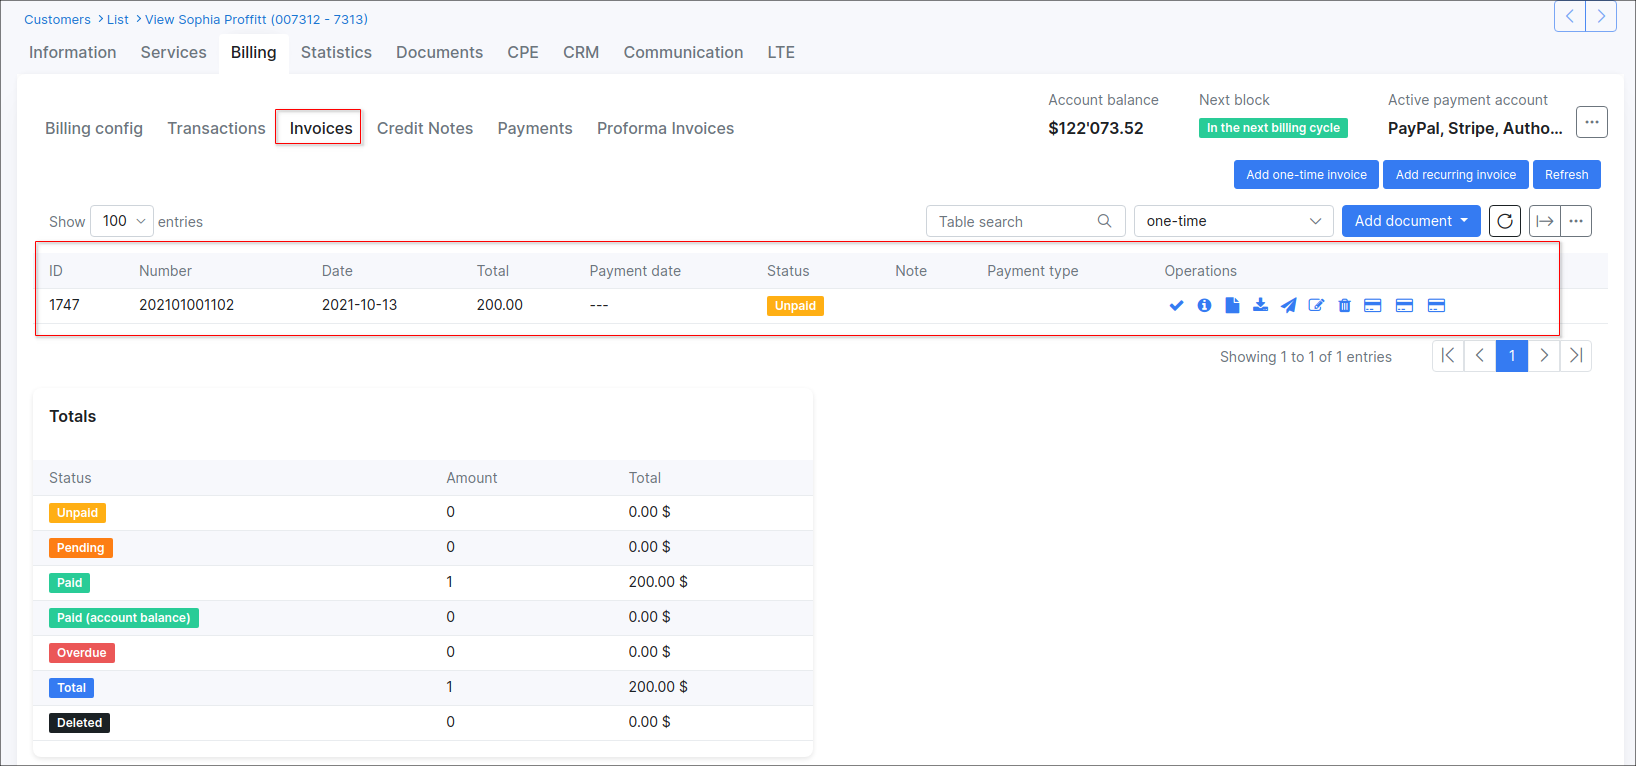 Customers > List > View Sophia Proffitt (007312 - 7313)
Information Services Billing Statistics Documents CPE CRM Communication LTE
Account balance Next block Active payment account
Billing config Transactions Invoices Credit Notes Payments Proforma Invoices $122'073.52 In the next billing cycle PayPal, Stripe, Autho... ...
Add one-time invoice Add recurring invoice Refresh
Show 100 entries Table search one-time Add document ...
ID Number Date Total Payment date Status Note Payment type Operations
1747 202101001102 2021-10-13 200.00 --- Unpaid
Showing 1 to 1 of 1 entries 1
Totals
Status Amount Total
Unpaid 0 0.00 $
Pending 0 0.00 $
Paid 1 200.00 $
Paid (account balance) 0 0.00 $
Overdue 0 0.00 $
Total 1 200.00 $
Deleted 0 0.00 $